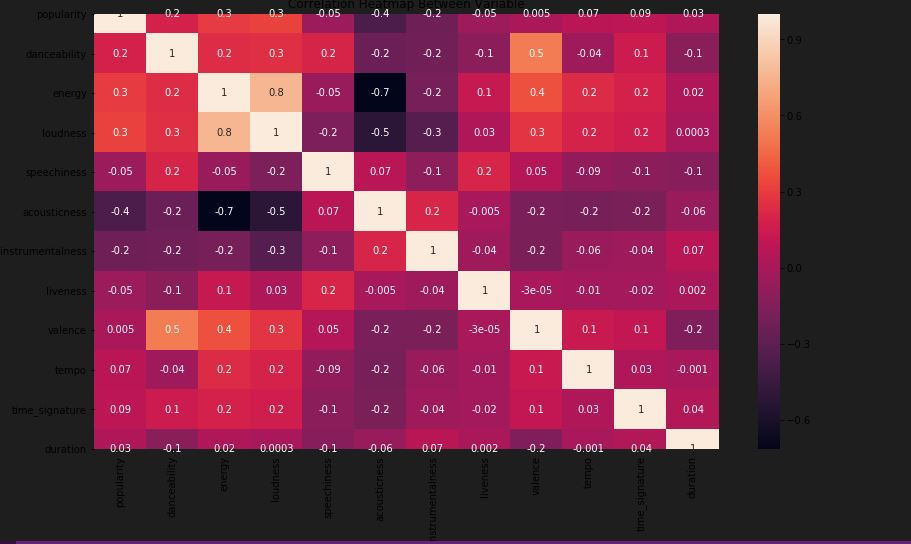 Correlation Heatmap Between Variable
popularity 1 0.2 0.3 0.3 -0.05 -0.4 -0.2 -0.05 0.005 0.07 0.09 0.03
danceability 0.2 1 0.2 0.3 0.2 -0.2 -0.2 -0.1 0.5 -0.04 0.1 -0.1
energy 0.3 0.2 1 0.8 -0.05 -0.7 -0.2 0.1 0.4 0.2 0.2 0.02
loudness 0.3 0.3 0.8 1 -0.2 -0.5 -0.3 0.03 0.3 0.2 0.2 0.0003
speechiness -0.05 0.2 -0.05 -0.2 1 0.07 -0.1 0.2 0.05 -0.09 -0.1 -0.1
acousticness -0.4 -0.2 -0.7 -0.5 0.07 1 0.2 -0.005 -0.2 -0.2 -0.2 -0.06
instrumentalness -0.2 -0.2 -0.2 -0.3 -0.1 0.2 1 -0.04 -0.2 -0.06 -0.04 0.07
liveness -0.05 -0.1 0.1 0.03 0.2 -0.005 -0.04 1 -3e-05 -0.01 -0.02 0.002
valence 0.005 0.5 0.4 0.3 0.05 -0.2 -0.2 -3e-05 1 0.1 0.1 -0.2
tempo 0.07 -0.04 0.2 0.2 -0.09 -0.2 -0.06 -0.01 0.1 1 0.03 -0.001
time_signature 0.09 0.1 0.2 0.2 -0.1 -0.2 -0.04 -0.02 0.1 0.03 1 0.04
duration 0.03 -0.1 0.02 0.0003 -0.1 -0.06 0.07 0.002 -0.2 -0.001 0.04 1
popularity
danceability
energy
loudness
speechiness
acousticness
nstrumentalness
liveness
valence
tempo
time_signature
duration
0.9
0.6
0.3
0.0
−0.3
−0.6